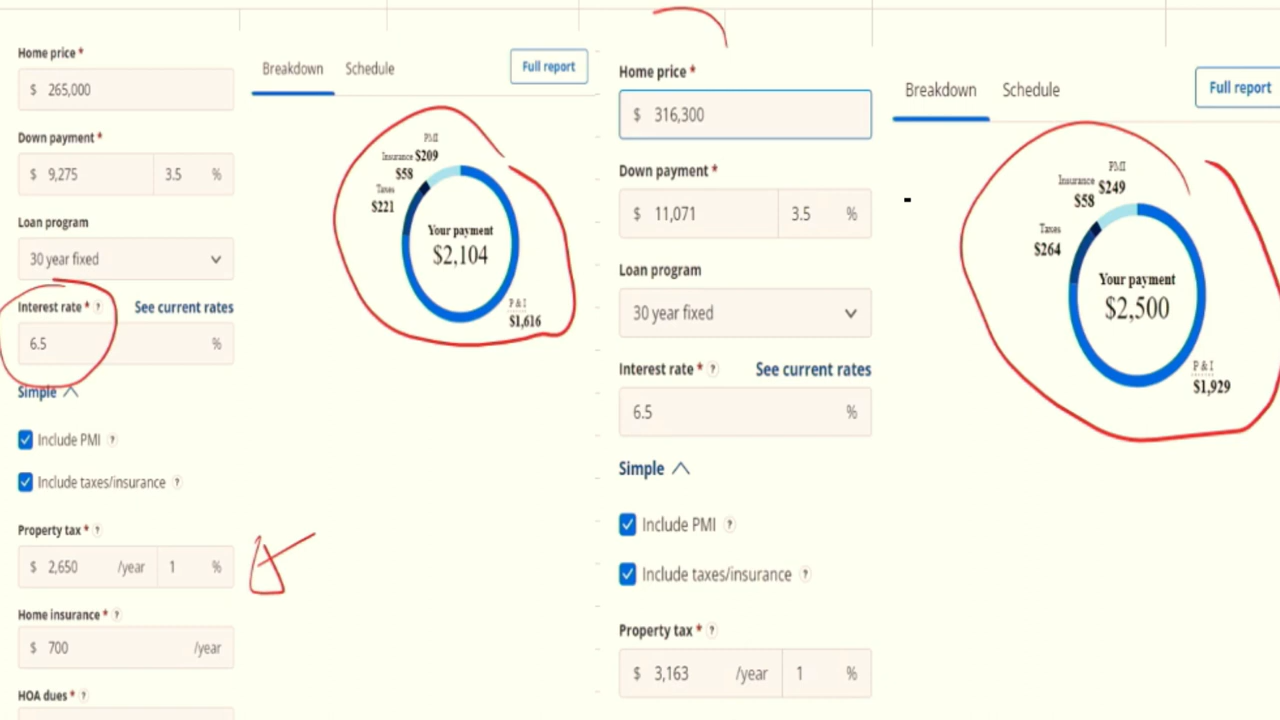 Home price *
$ 265,000
Down payment *
$ 9,275 3.5 %
Loan program
30 year fixed
Interest rate * ? See current rates
6.5 %
Simple
Include PMI ?
Include taxes/insurance ?
Property tax * ?
$ 2,650 /year 1 %
Home insurance * ?
$ 700 /year
HOA dues * ?
Breakdown Schedule Full report
PMI
Insurance $209
$58
Taxes
$221
Your payment
$2,104
P & I
$1,616
Home price *
$ 316,300
Down payment *
$ 11,071 3.5 %
Loan program
30 year fixed
Interest rate * ? See current rates
6.5 %
Simple
Include PMI ?
Include taxes/insurance ?
Property tax * ?
$ 3,163 /year 1 %
Breakdown Schedule Full report
PMI
Insurance $249
$58
Taxes
$264
Your payment
$2,500
P & I
$1,929